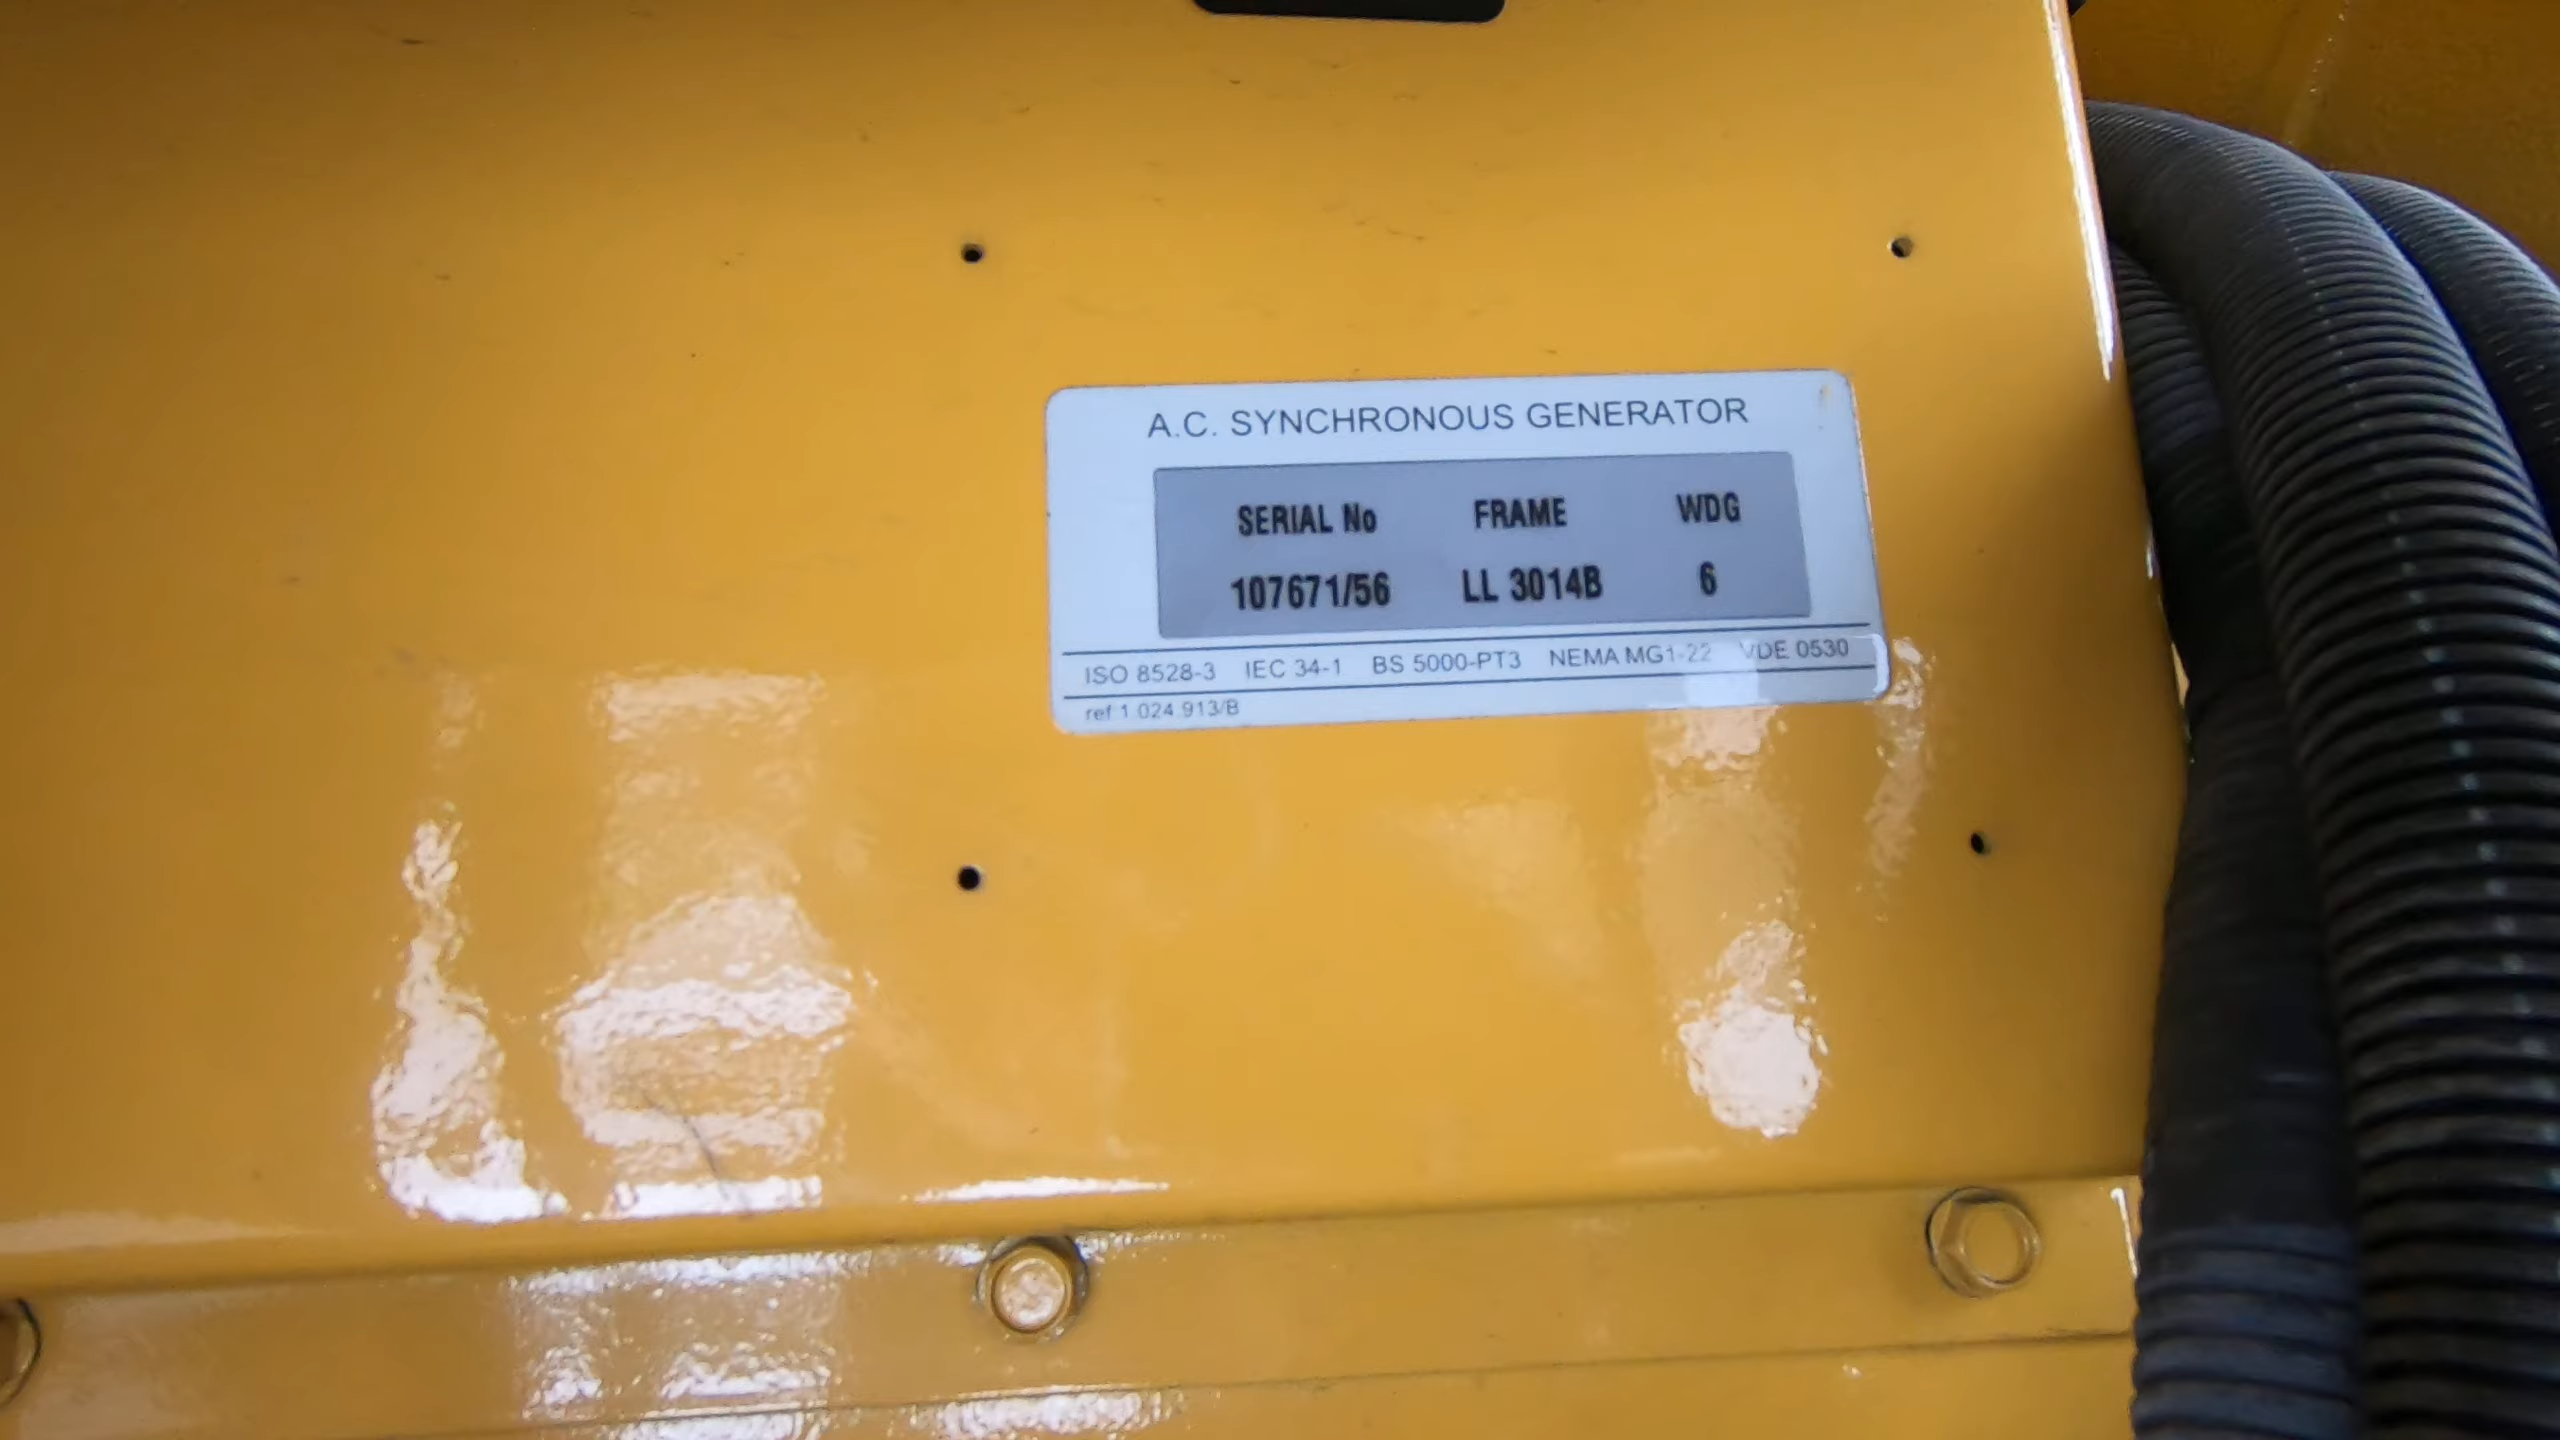 A.C. SYNCHRONOUS GENERATOR
SERIAL No FRAME WDG
107671/56 LL 3014B 6
ISO 8528-3 IEC 34-1 BS 5000-PT3 NEMA MG1-22 VDE 0530
ref 1 024 913/B